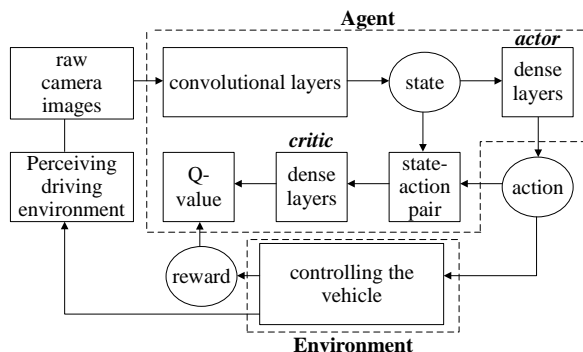 Agent
raw
camera
images
convolutional layers
state
actor
dense
layers
Perceiving
driving
environment
Q-
value
critic
dense
layers
state-
action
pair
action
reward
controlling the
vehicle
Environment